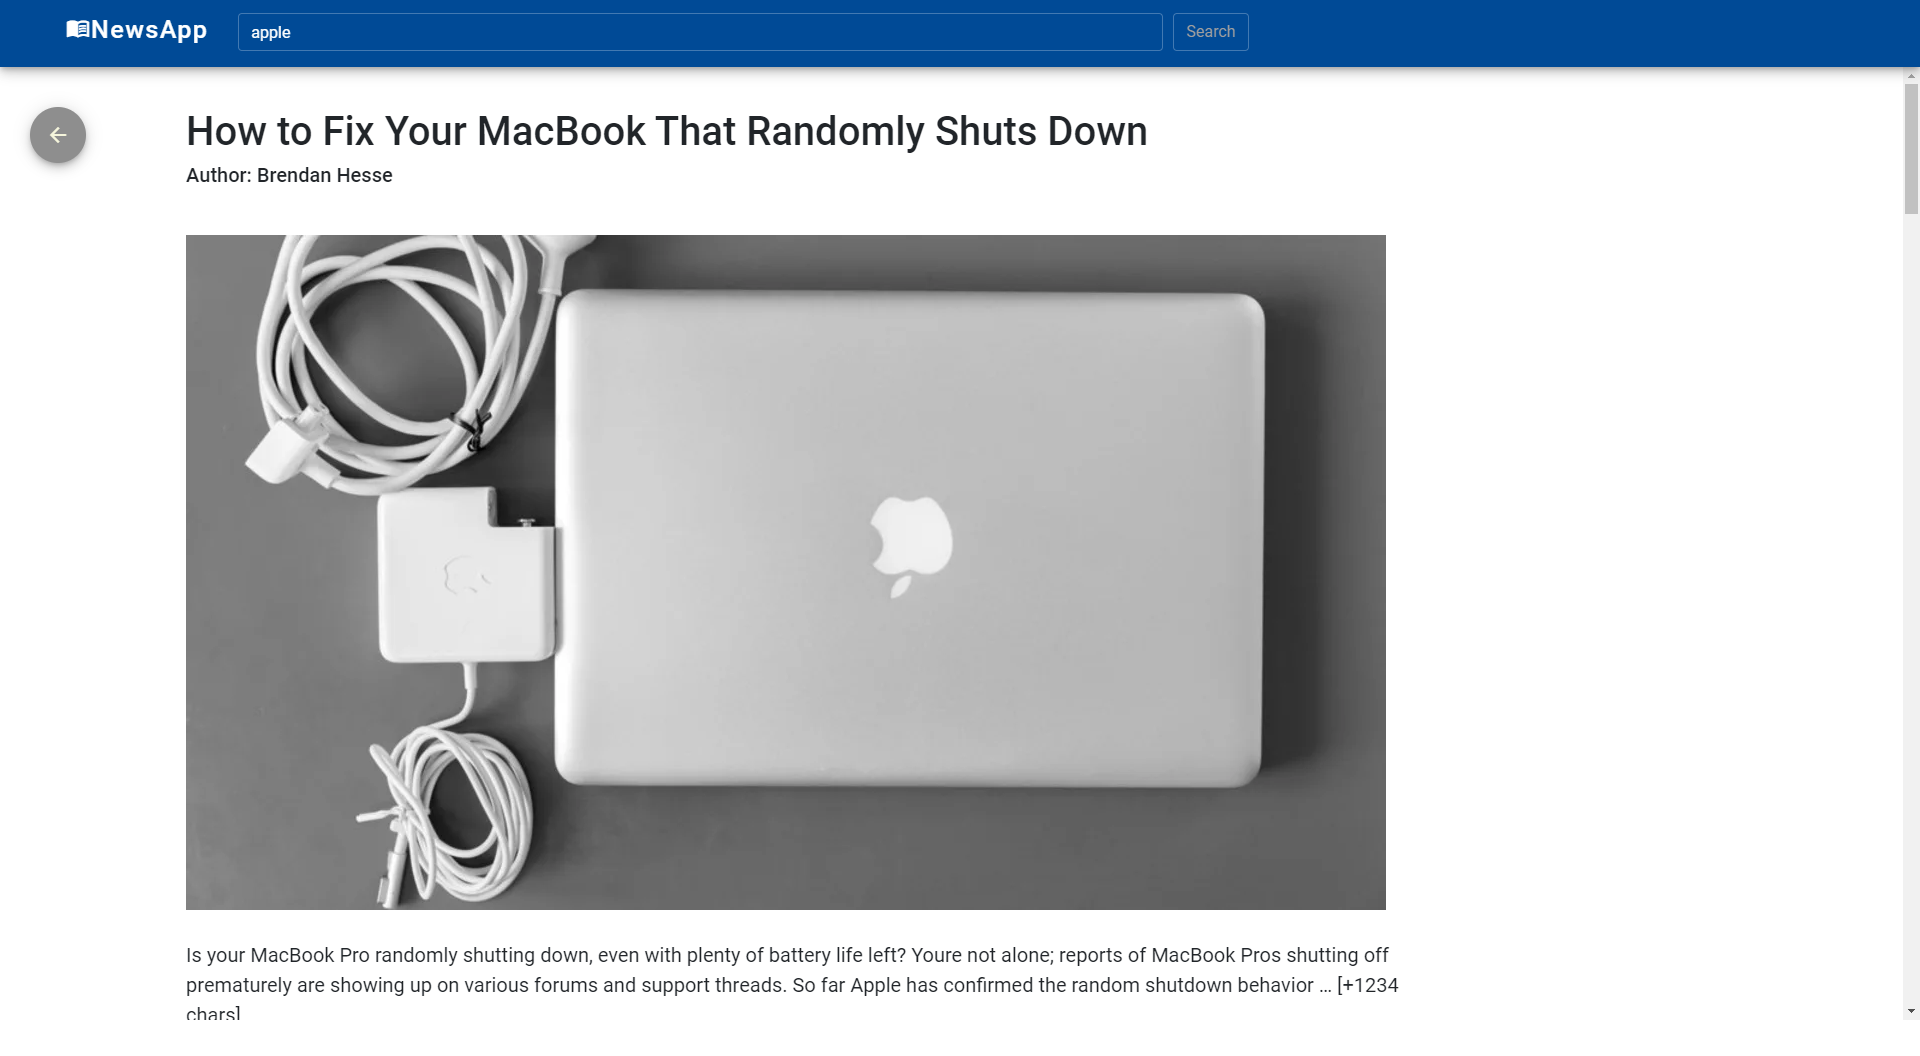 NewsApp
apple
Search
How to Fix Your MacBook That Randomly Shuts Down
Author: Brendan Hesse
Is your MacBook Pro randomly shutting down, even with plenty of battery life left? Youre not alone; reports of MacBook Pros shutting off
prematurely are showing up on various forums and support threads. So far Apple has confirmed the random shutdown behavior … [+1234
chars]